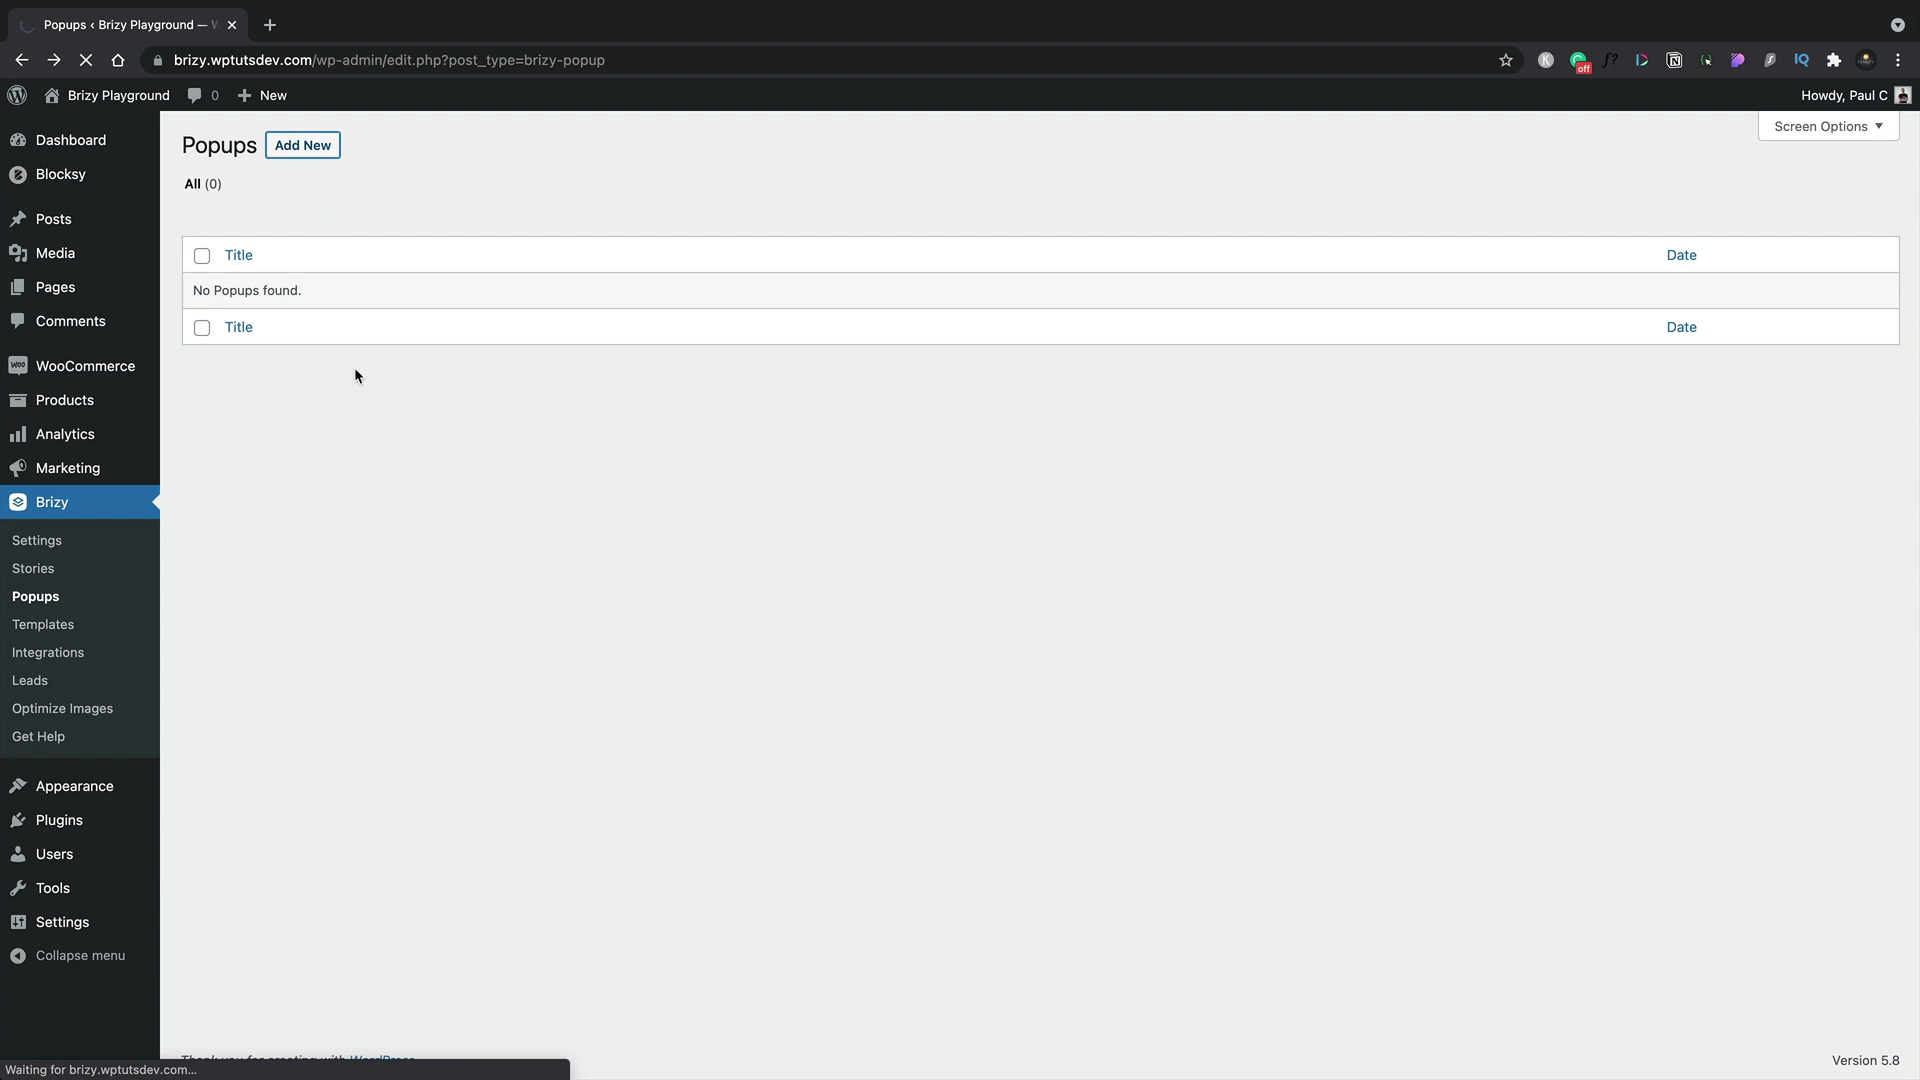 Popups ‹ Brizy Playground —
brizy.wptutsdev.com/wp-admin/edit.php?post_type=brizy-popup
off
Brizy Playground 0 New
Howdy, Paul C
Screen Options
Dashboard
Blocksy
Posts
Media
Pages
Comments
WooCommerce
Products
Analytics
Marketing
Brizy
Settings
Stories
Popups
Templates
Integrations
Leads
Optimize Images
Get Help
Appearance
Plugins
Users
Tools
Settings
Collapse menu
Popups Add New
All (0)
Title Date
No Popups found.
Title Date
Thank you for creating with WordPress
Version 5.8
Waiting for brizy.wptutsdev.com...